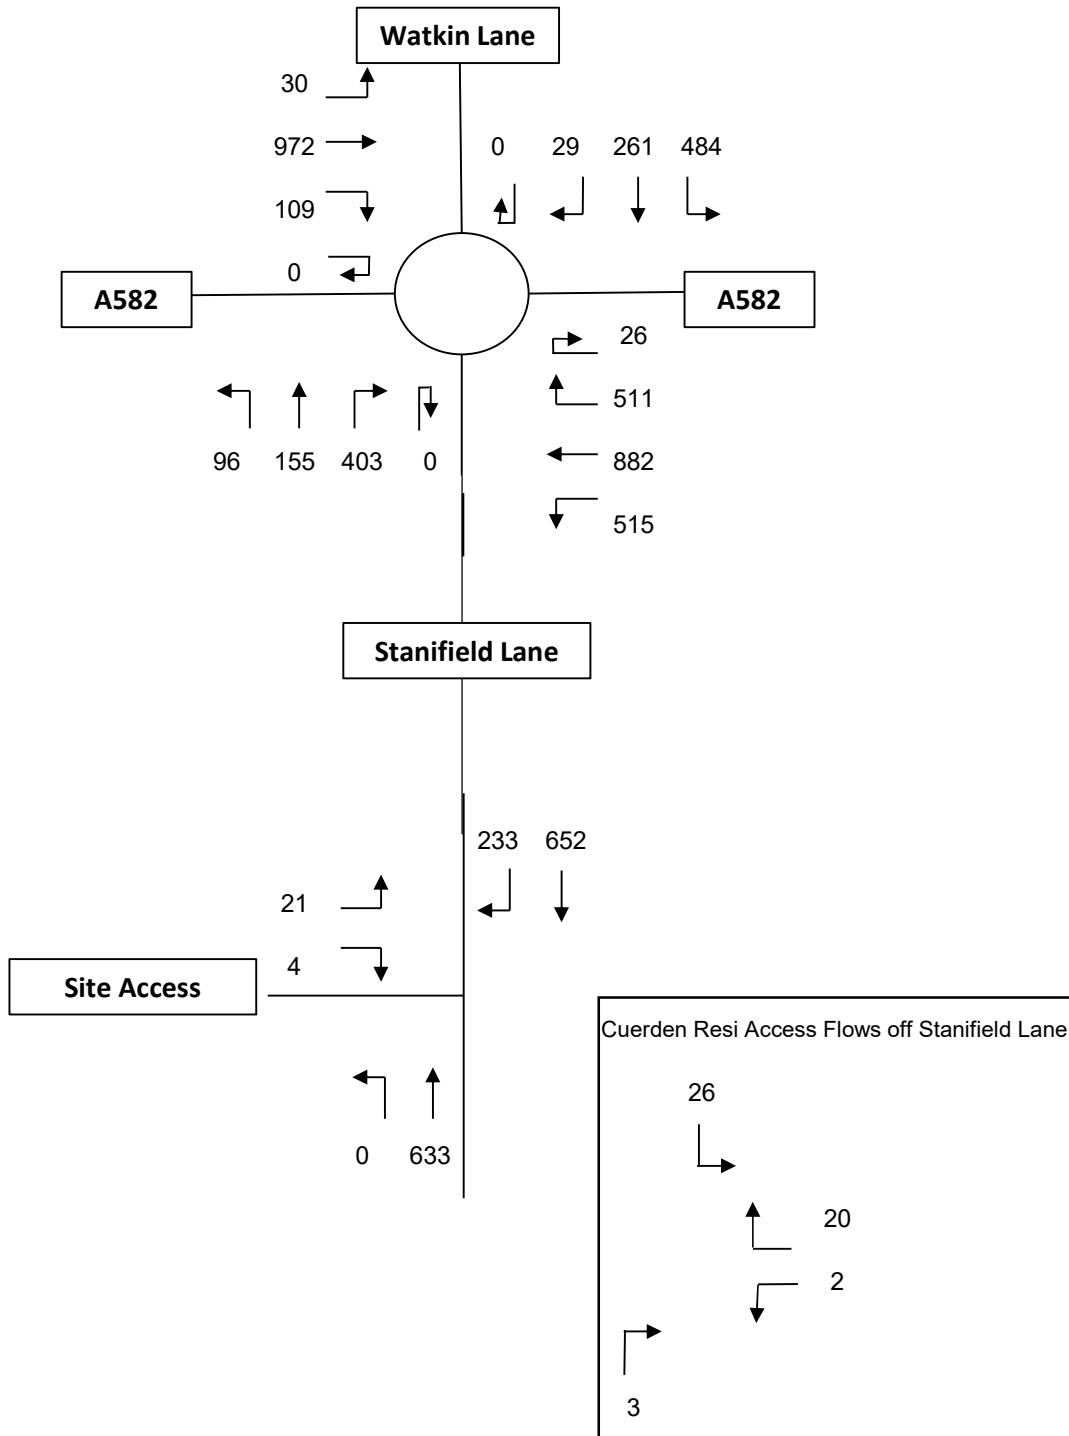 Watkin Lane
30
972
0 29 261 484
109
0
A582
A582
26
511
96 155 403 0
882
515
Stanifield Lane
233 652
21
4
Site Access
Cuerden Resi Access Flows off Stanifield Lane
26
0 633
20
2
3